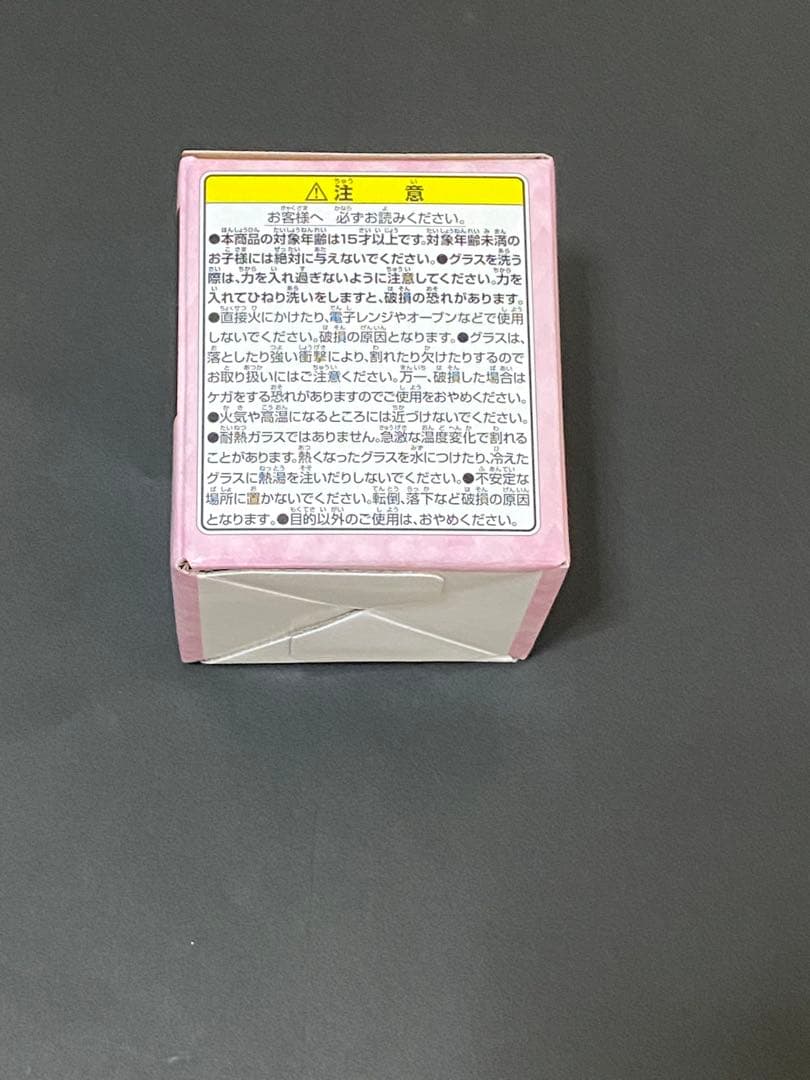 ⚠注 意
お客様へ 必ずお読みください。
●本商品の対象年齢は15才以上です。対象年齢未満の
お子様には絶対に与えないでください。●グラスを洗う
際は、力を入れ過ぎないように注意してください。力を
入れてひねり洗いをしますと、破損の恐れがあります。
●直接火にかけたり、電子レンジやオーブンなどで使用
しないでください。破損の原因となります。●グラスは、
落としたり強い衝撃により、割れたり欠けたりするので
お取り扱いにはご注意ください。万一、破損した場合は
ケガをする恐れがありますのでご使用をおやめください。
●火気や高温になるところには近づけないでください。
●耐熱ガラスではありません。急激な温度変化で割れる
ことがあります。熱くなったグラスを水につけたり、冷えた
グラスに熱湯を注いだりしないでください。●不安定な
場所に置かないでください。転倒、落下など破損の原因
となります。●目的以外のご使用は、おやめください。